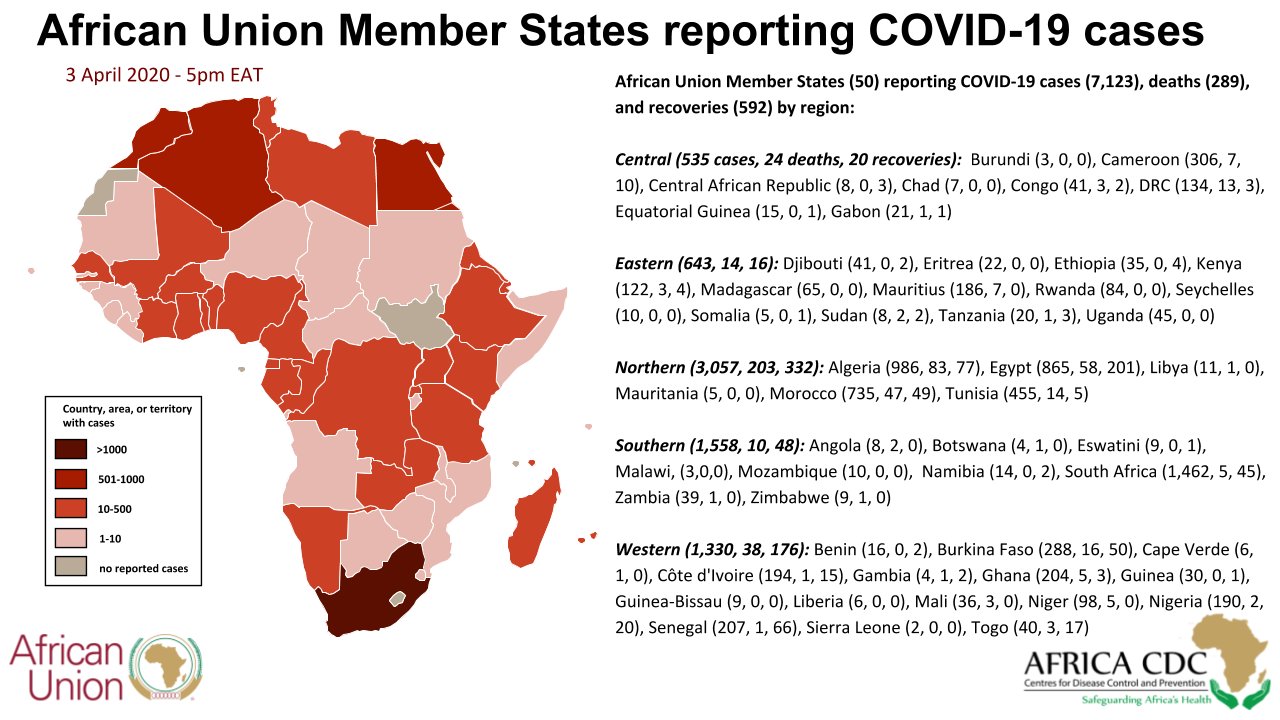 African Union Member States reporting COVID-19 cases
3 April 2020 - 5pm EAT
African Union Member States (50) reporting COVID-19 cases (7,123), deaths (289),
and recoveries (592) by region:
Central (535 cases, 24 deaths, 20 recoveries): Burundi (3, 0, 0), Cameroon (306, 7,
10), Central African Republic (8, 0, 3), Chad (7, 0, 0), Congo (41, 3, 2), DRC (134, 13, 3),
Equatorial Guinea (15, 0, 1), Gabon (21, 1, 1)
Eastern (643, 14, 16): Djibouti (41, 0, 2), Eritrea (22, 0, 0), Ethiopia (35, 0, 4), Kenya
(122, 3, 4), Madagascar (65, 0, 0), Mauritius (186, 7, 0), Rwanda (84, 0, 0), Seychelles
(10, 0, 0), Somalia (5, 0, 1), Sudan (8, 2, 2), Tanzania (20, 1, 3), Uganda (45, 0, 0)
Northern (3,057, 203, 332): Algeria (986, 83, 77), Egypt (865, 58, 201), Libya (11, 1, 0),
Mauritania (5, 0, 0), Morocco (735, 47, 49), Tunisia (455, 14, 5)
Southern (1,558, 10, 48): Angola (8, 2, 0), Botswana (4, 1, 0), Eswatini (9, 0, 1),
Malawi, (3,0,0), Mozambique (10, 0, 0), Namibia (14, 0, 2), South Africa (1,462, 5, 45),
Zambia (39, 1, 0), Zimbabwe (9, 1, 0)
Western (1,330, 38, 176): Benin (16, 0, 2), Burkina Faso (288, 16, 50), Cape Verde (6,
1, 0), Côte d'Ivoire (194, 1, 15), Gambia (4, 1, 2), Ghana (204, 5, 3), Guinea (30, 0, 1),
Guinea-Bissau (9, 0, 0), Liberia (6, 0, 0), Mali (36, 3, 0), Niger (98, 5, 0), Nigeria (190, 2,
20), Senegal (207, 1, 66), Sierra Leone (2, 0, 0), Togo (40, 3, 17)
Country, area, or territory
with cases
>1000
501-1000
10-500
1-10
no reported cases
African
Union
AFRICA CDC
Centres for Disease Control and Prevention
Safeguarding Africa's Health